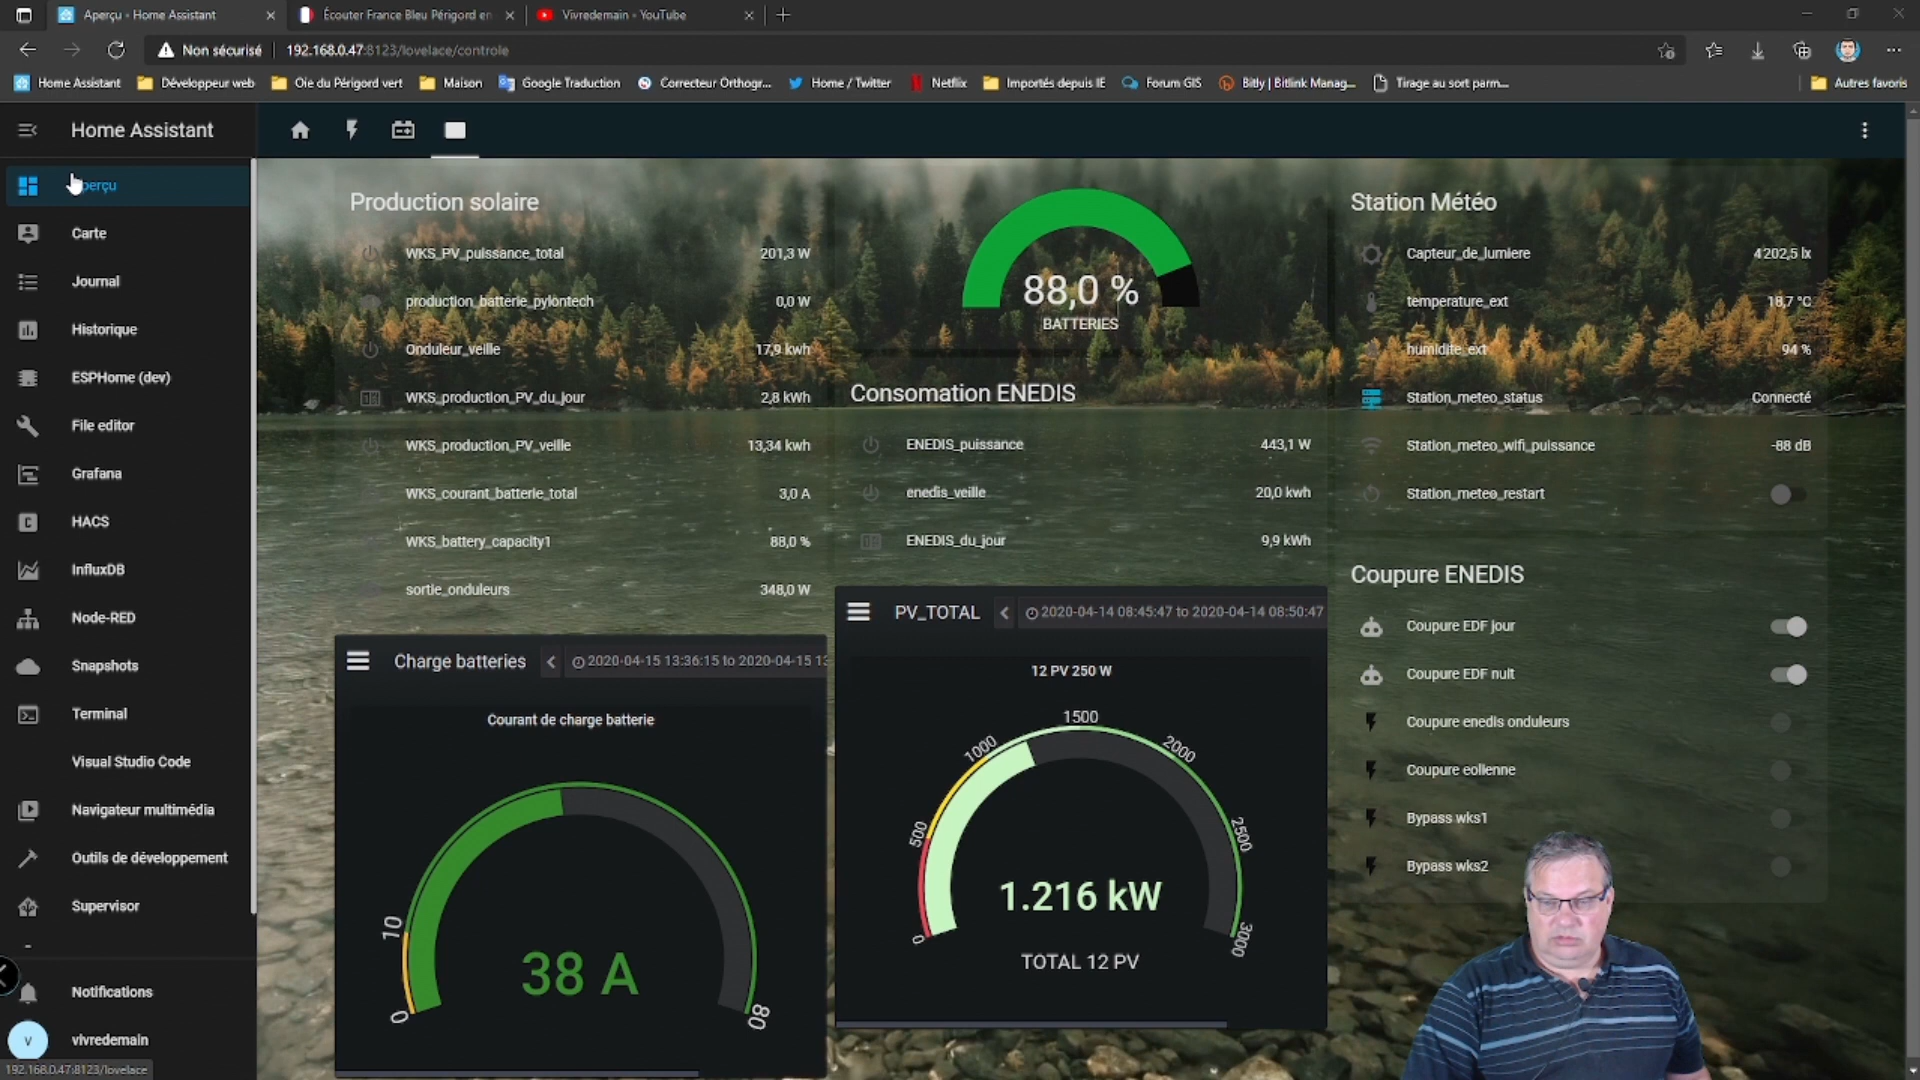 Aperçu - Home Assistant
Écouter France Bleu Périgord en
Vivredemain - YouTube
Non sécurisé
192.168.0.47:8123/lovelace/controle
Home Assistant
Développeur web
Oie du Périgord vert
Maison
Google Traduction
Correcteur Orthogr...
Home / Twitter
Netflix
Importés depuis IE
Forum GIS
Bitly | Bitlink Manag...
Tirage au sort parm...
Autres favoris
Home Assistant
Aperçu
Carte
Journal
Historique
ESPHome (dev)
File editor
Grafana
HACS
InfluxDB
Node-RED
Snapshots
Terminal
Visual Studio Code
Navigateur multimédia
Outils de développement
Supervisor
Notifications
V
vivredemain
192.168.0.47:8123/lovelace
Production solaire
WKS_PV_puissance_total 201,3 W
production_batterie_pylontech 0,0 W
Onduleur_veille 17,9 kwh
WKS_production_PV_du_jour 2,8 kWh
WKS_production_PV_veille 13,34 kwh
WKS_courant_batterie_total 3,0 A
WKS_battery_capacity1 88,0 %
sortie_onduleurs 348,0 W
Charge batteries
2020-04-15 13:36:15 to 2020-04-15 13
Courant de charge batterie
0
10
80
38 A
88,0 %
BATTERIES
Consomation ENEDIS
ENEDIS_puissance 443,1 W
enedis_veille 20,0 kwh
ENEDIS_du_jour 9,9 kWh
PV_TOTAL
2020-04-14 08:45:47 to 2020-04-14 08:50:47
12 PV 250 W
0
500
1000
1500
2000
2500
3000
1.216 kW
TOTAL 12 PV
Station Météo
Capteur_de_lumiere 4 202,5 lx
temperature_ext 18,7 °C
humidite_ext 94 %
Station_meteo_status Connecté
Station_meteo_wifi_puissance -88 dB
Station_meteo_restart
Coupure ENEDIS
Coupure EDF jour
Coupure EDF nuit
Coupure enedis onduleurs
Coupure eolienne
Bypass wks1
Bypass wks2